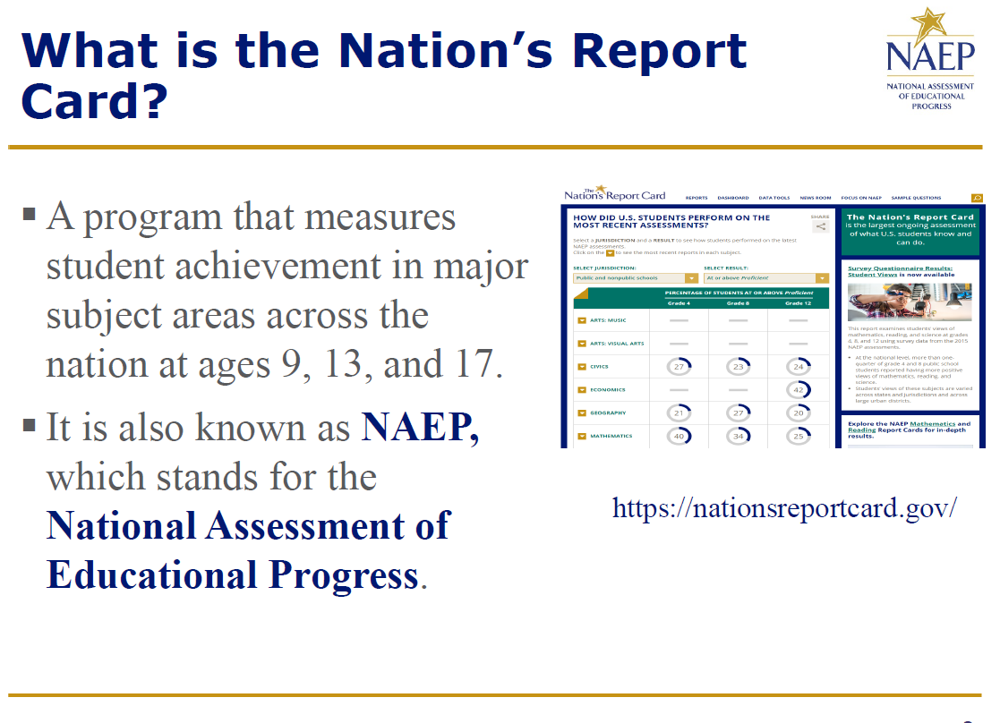 What is the Nation's Report
Card?
NAEP
NATIONAL ASSESSMENT
OF EDUCATIONAL
PROGRESS
▪ A program that measures
student achievement in major
subject areas across the
nation at ages 9, 13, and 17.
▪ It is also known as NAEP,
which stands for the
National Assessment of
Educational Progress.
The
Nation's Report Card
REPORTS DASHBOARD DATA TOOLS NEWS ROOM FOCUS ON NAEP SAMPLE QUESTIONS
HOW DID U.S. STUDENTS PERFORM ON THE
MOST RECENT ASSESSMENTS?
SHARE
Select a JURISDICTION and a RESULT to see how students performed on the latest
NAEP assessments.
Click on the to see the most recent reports in each subject.
SELECT JURISDICTION: SELECT RESULT:
Public and nonpublic schools At or above Proficient
PERCENTAGE OF STUDENTS AT OR ABOVE Proficient
Grade 4 Grade 8 Grade 12
ARTS: MUSIC
ARTS: VISUAL ARTS
CIVICS 27 23 24
ECONOMICS 42
GEOGRAPHY 21 27 20
MATHEMATICS 40 34 25
The Nation's Report Card
is the largest ongoing assessment
of what U.S. students know and
can do.
Survey Questionnaire Results:
Student Views is now available
This report examines students' views of
mathematics, reading, and science at grades
4, 8, and 12 using survey data from the 2015
NAEP assessments.
• At the national level, more than one-
quarter of grade 4 and 8 public school
students reported having more positive
views of mathematics, reading, and
science.
• Students' views of these subjects are varied
across states and jurisdictions and across
large urban districts.
Explore the NAEP Mathematics and
Reading Report Cards for in-depth
results.
https://nationsreportcard.gov/